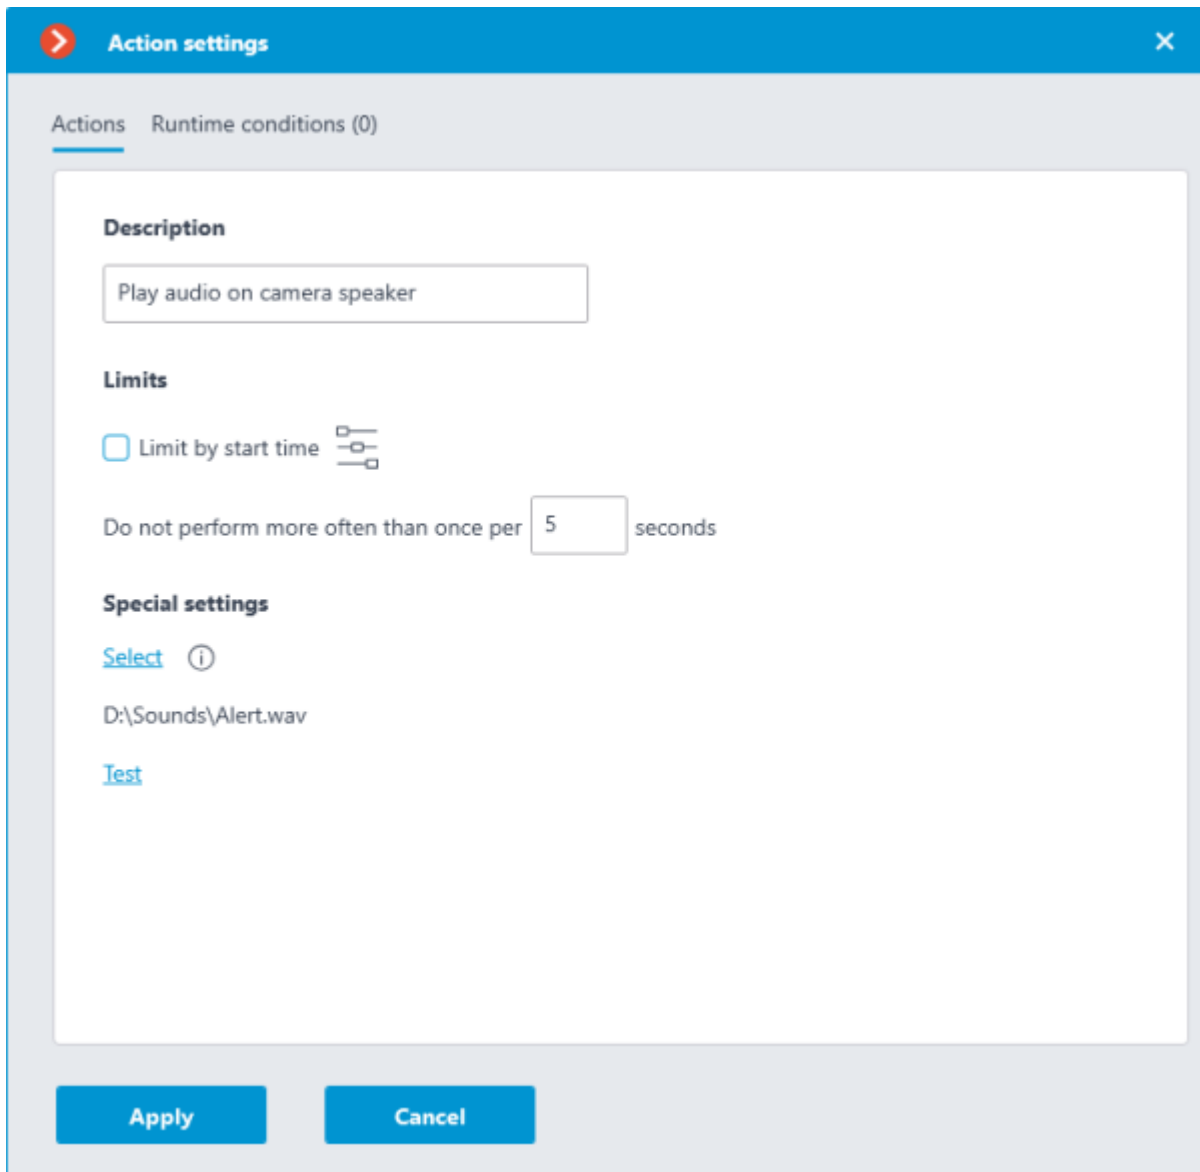 Action settings
Actions Runtime conditions (0)
Description
Play audio on camera speaker
Limits
Limit by start time
Do not perform more often than once per 5 seconds
Special settings
Select
D:\Sounds\Alert.wav
Test
Apply Cancel